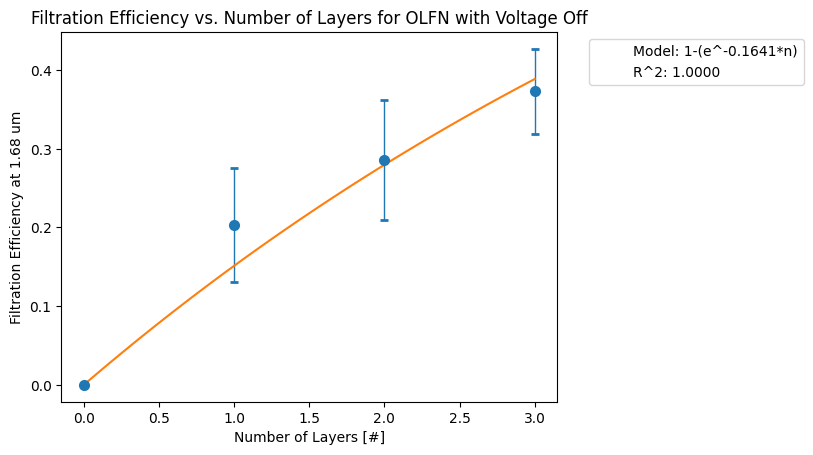 Filtration Efficiency vs. Number of Layers for OLFN with Voltage Off
Model: 1-(e^-0.1641*n)
R^2: 1.0000
Filtration Efficiency at 1.68 um
0.4
0.3
0.2
0.1
0.0
0.0 0.5 1.0 1.5 2.0 2.5 3.0
Number of Layers [#]